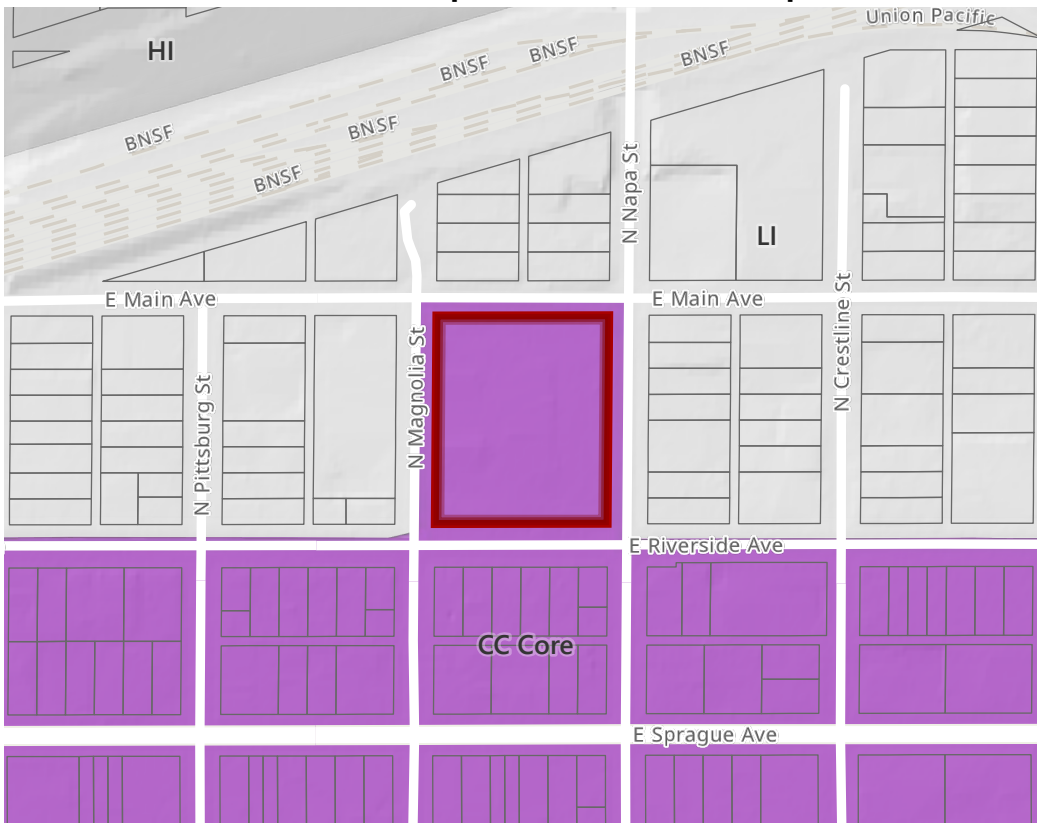 Union Pacific
HI
BNSF
BNSF
BNSF
BNSF
BNSF
BNSF
N Napa St
LI
E Main Ave
E Main Ave
N Crestline St
N Magnolia St
N Pittsburg St
E Riverside Ave
CC Core
E Sprague Ave